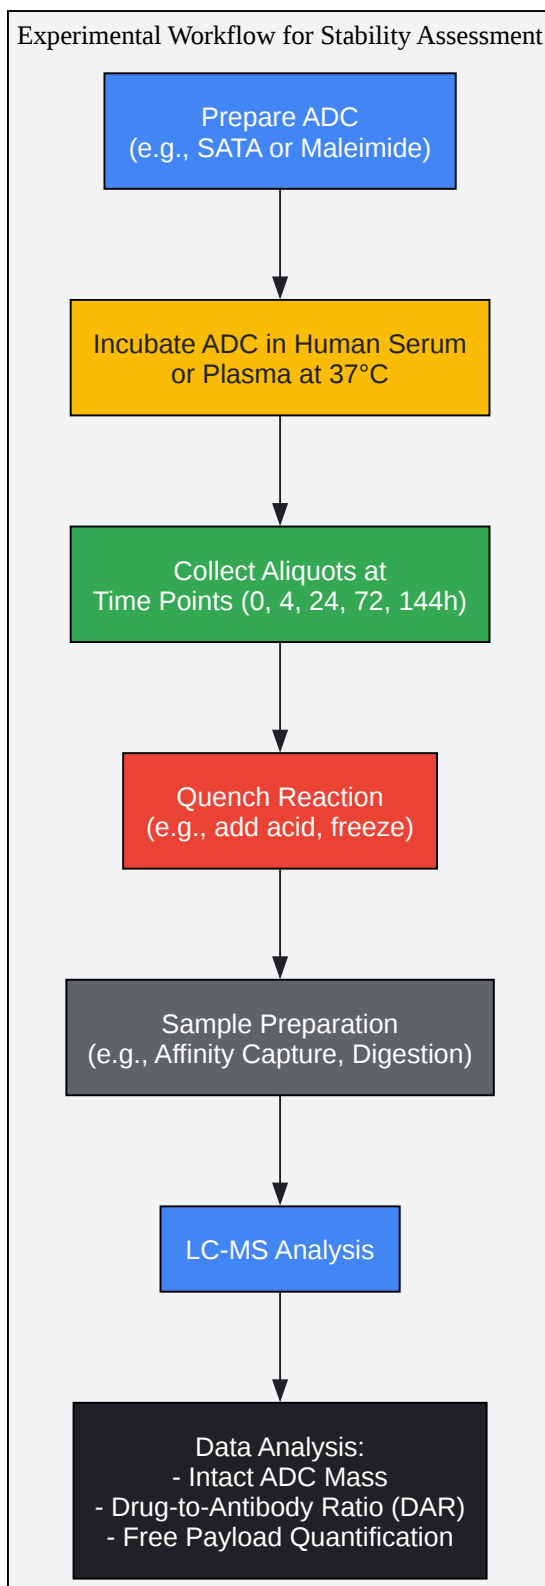 Experimental Workflow for Stability Assessment
Prepare ADC
(e.g., SATA or Maleimide)
Incubate ADC in Human Serum
or Plasma at 37°C
Collect Aliquots at
Time Points (0, 4, 24, 72, 144h)
Quench Reaction
(e.g., add acid, freeze)
Sample Preparation
(e.g., Affinity Capture, Digestion)
LC-MS Analysis
Data Analysis:
- Intact ADC Mass
- Drug-to-Antibody Ratio (DAR)
- Free Payload Quantification